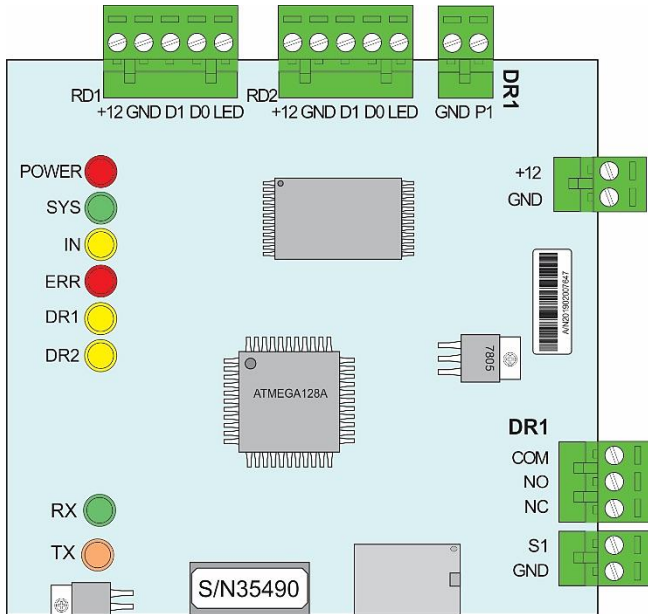 RD1
+12 GND D1 D0 LED
RD2
+12 GND D1 D0 LED
GND P1
DR1
POWER
SYS
IN
ERR
DR1
DR2
+12
GND
A/N201902007647
7805
ATMEGA128A
DR1
COM
NO
NC
S1
GND
RX
TX
S/N35490